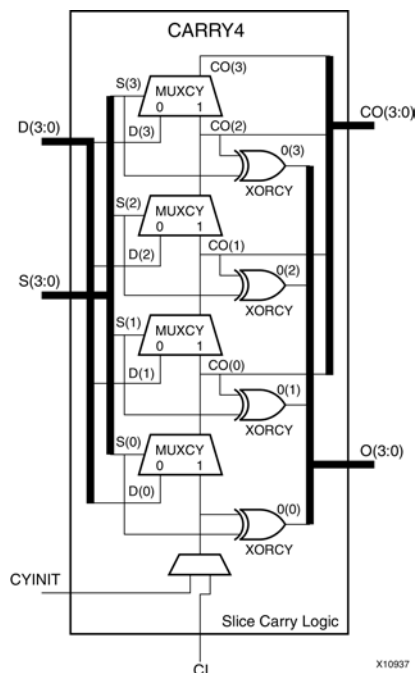 CARRY4
S(3)
MUXCY
0 1
CO(3)
CO(3:0)
D(3:0)
D(3)
CO(2)
0(3)
XORCY
S(2)
MUXCY
0 1
D(2)
CO(1)
0(2)
XORCY
S(3:0)
S(1)
MUXCY
0 1
D(1)
CO(0)
0(1)
XORCY
S(0)
MUXCY
0 1
O(3:0)
D(0)
0(0)
XORCY
CYINIT
Slice Carry Logic
CI
X10937